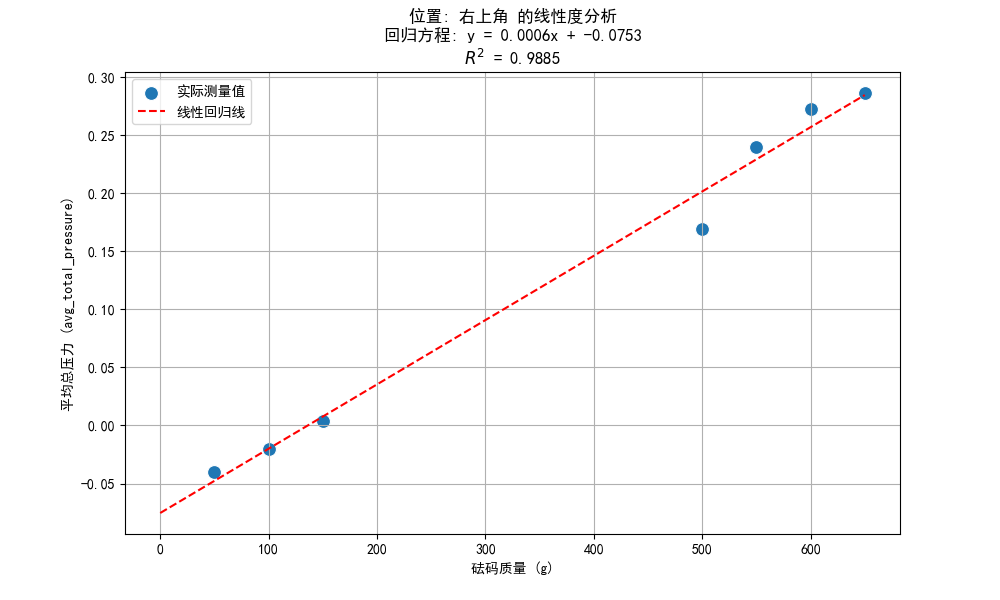 位置: 右上角 的线性度分析
回归方程: y = 0.0006x + -0.0753
R² = 0.9885
实际测量值
线性回归线
平均总压力 (avg_total_pressure)
0.30
0.25
0.20
0.15
0.10
0.05
0.00
-0.05
0 100 200 300 400 500 600
砝码质量 (g)